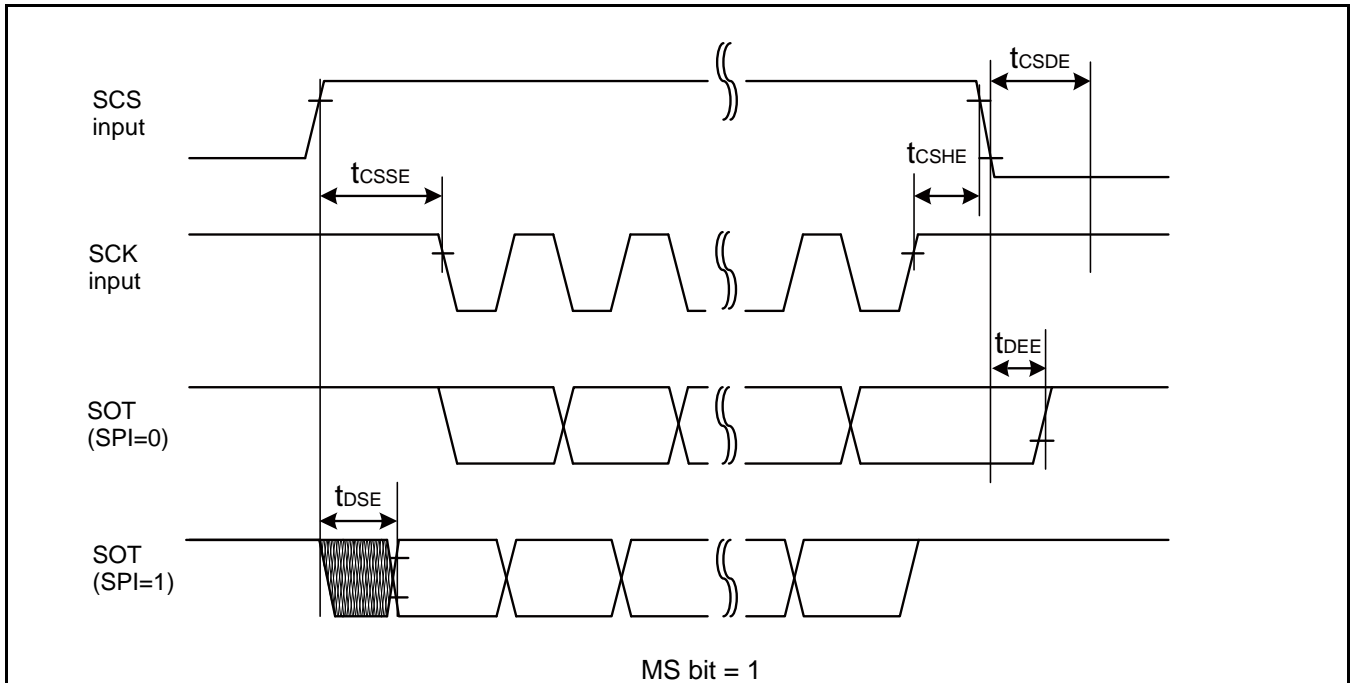 tCSDE
SCS
input
tCSHE
tCSSE
SCK
input
tDEE
SOT
(SPI=0)
tDSE
SOT
(SPI=1)
MS bit = 1